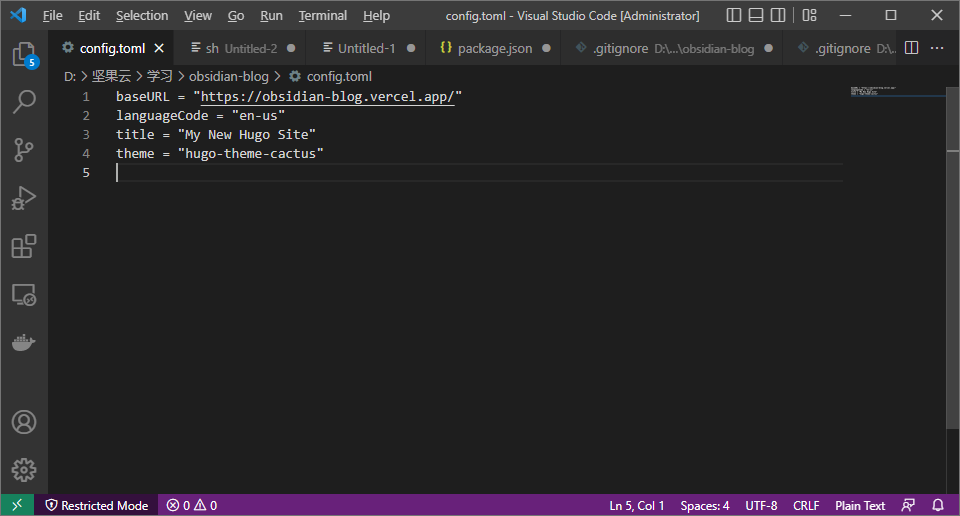 File Edit Selection View Go Run Terminal Help config.toml - Visual Studio Code [Administrator]
config.toml sh Untitled-2 Untitled-1 package.json .gitignore D:\...\obsidian-blog .gitignore D:\...
D: > 坚果云 > 学习 > obsidian-blog > config.toml
1 baseURL = "https://obsidian-blog.vercel.app/"
2 languageCode = "en-us"
3 title = "My New Hugo Site"
4 theme = "hugo-theme-cactus"
5
5
Restricted Mode 0 0 Ln 5, Col 1 Spaces: 4 UTF-8 CRLF Plain Text